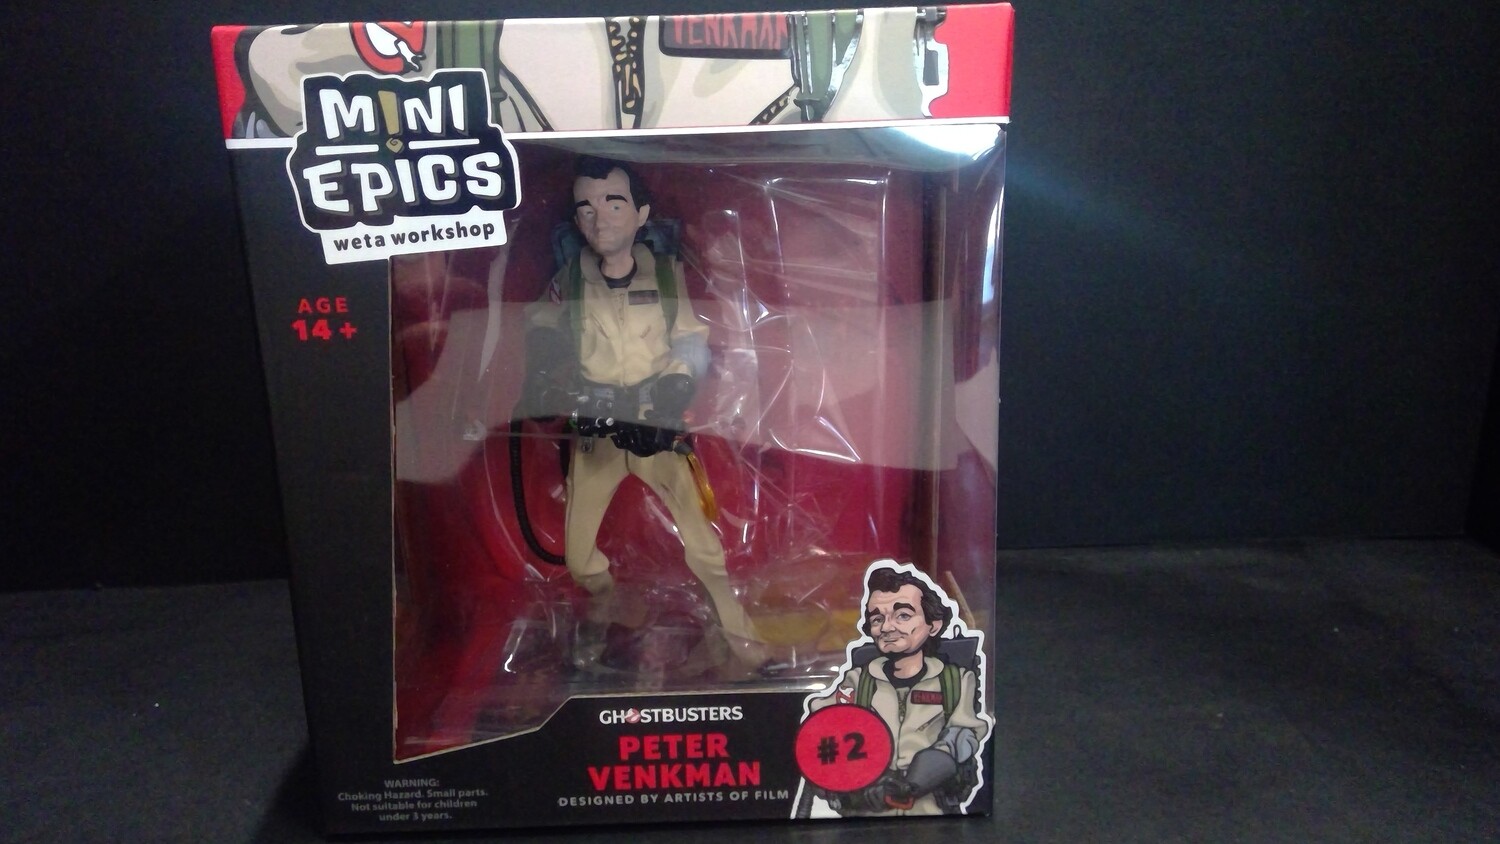 VENKMAN
M!NI
EPICS
weta workshop
AGE
14+
GHOSTBUSTERS
PETER
VENKMAN
DESIGNED BY ARTISTS OF FILM
#2
WARNING:
Choking Hazard. Small parts.
Not suitable for children
under 3 years.